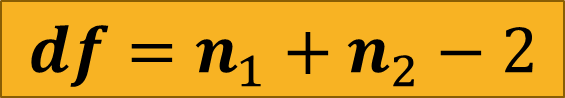 df = n₁ + n₂ − 2